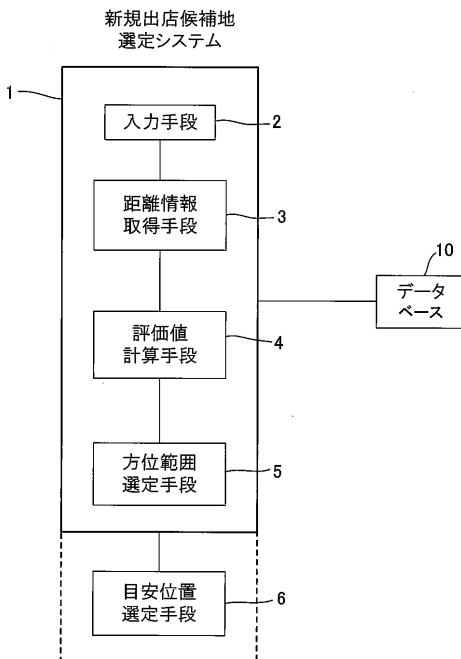 新規出店候補地
選定システム
1
入力手段
2
距離情報
取得手段
3
評価値
計算手段
4
方位範囲
選定手段
5
目安位置
選定手段
6
10
データ
ベース